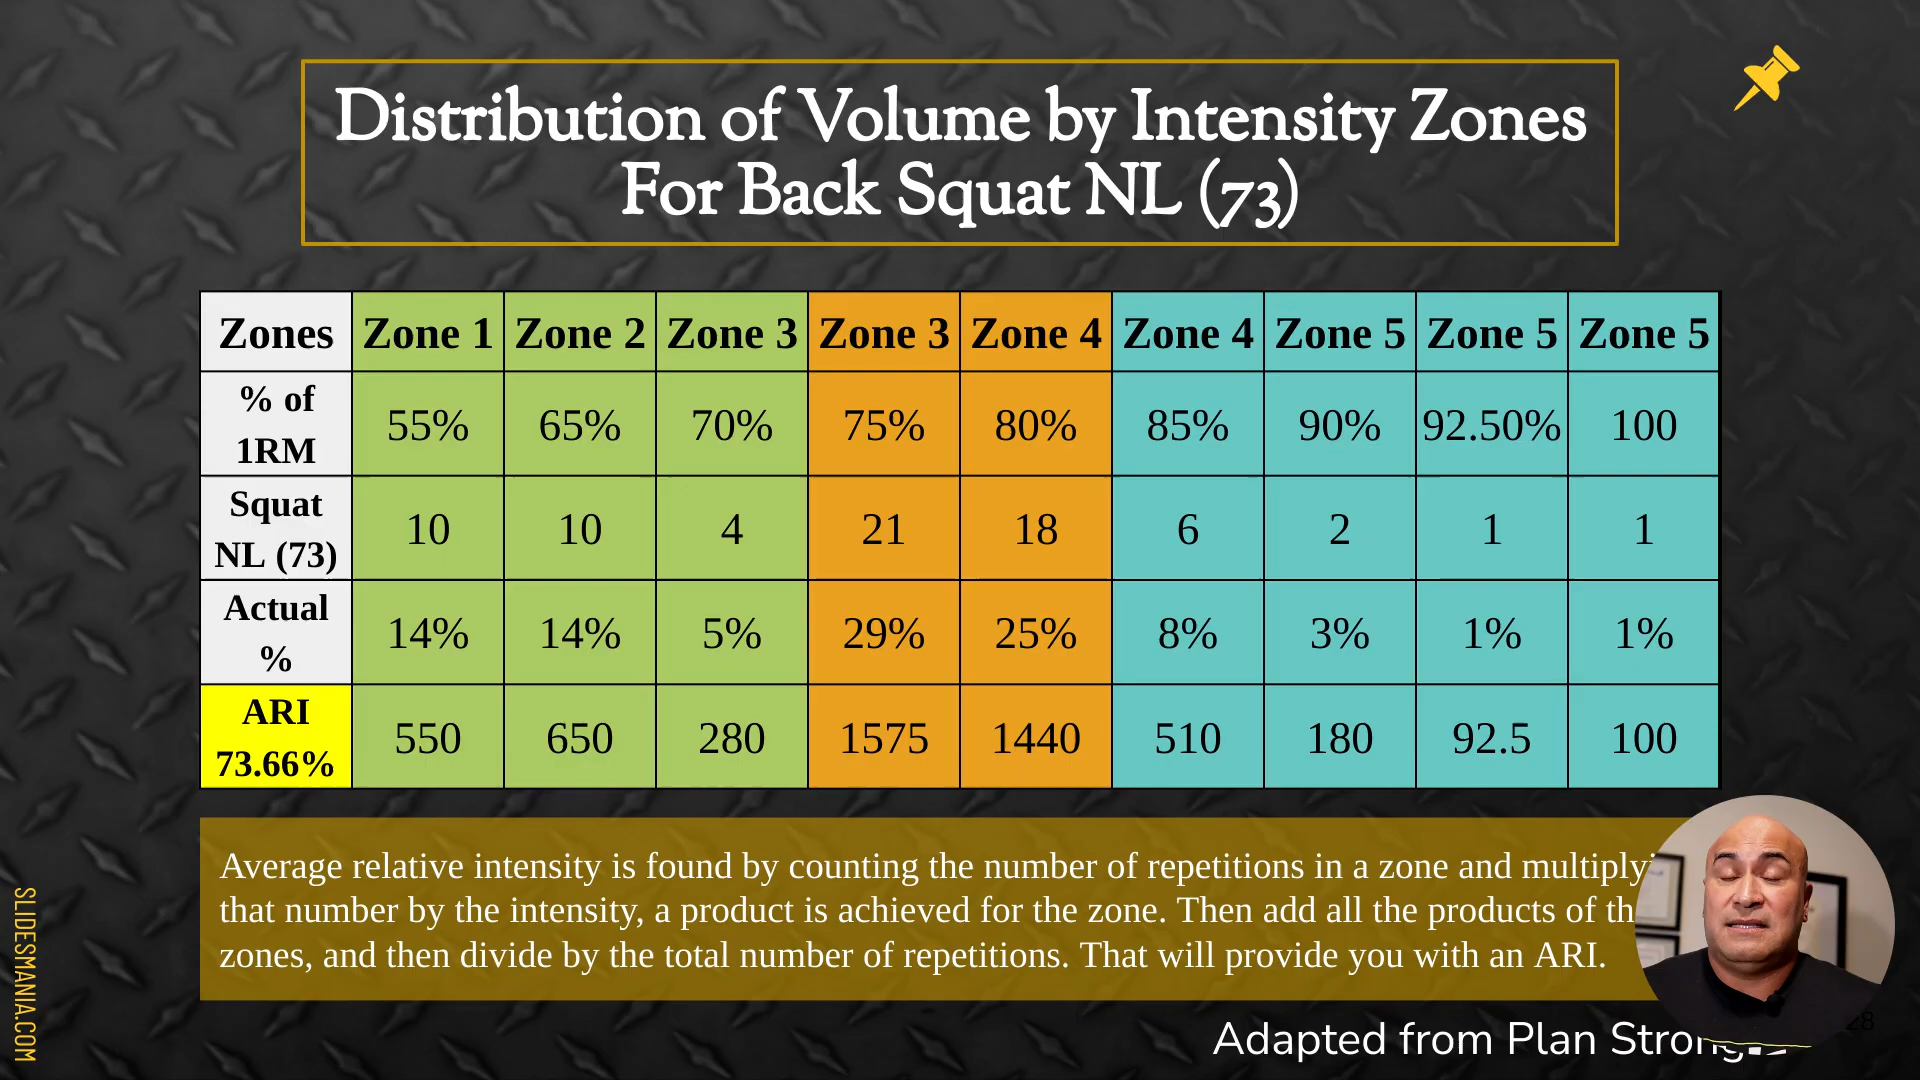 Distribution of Volume by Intensity Zones
For Back Squat NL (73)
Zones Zone 1 Zone 2 Zone 3 Zone 3 Zone 4 Zone 4 Zone 5 Zone 5 Zone 5
% of 1RM 55% 65% 70% 75% 80% 85% 90% 92.50% 100
Squat NL (73) 10 10 4 21 18 6 2 1 1
Actual % 14% 14% 5% 29% 25% 8% 3% 1% 1%
ARI 73.66% 550 650 280 1575 1440 510 180 92.5 100
Average relative intensity is found by counting the number of repetitions in a zone and
that number by the intensity, a product is achieved for the zone. Then add all the products of
zones, and then divide by the total number of repetitions. That will provide you with an ARI.
Adapted from Plan Strong
28
SLIDESMANIA.COM